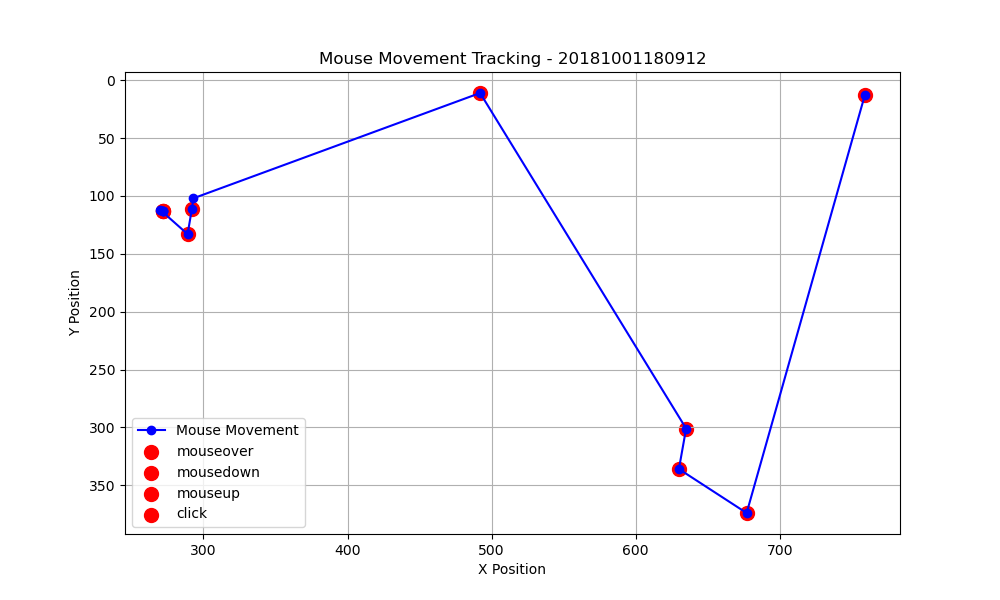 Mouse Movement Tracking - 20181001180912
0
50
100
150
200
250
300
350
Y Position
Mouse Movement
mouseover
mousedown
mouseup
click
300 400 500 600 700
X Position